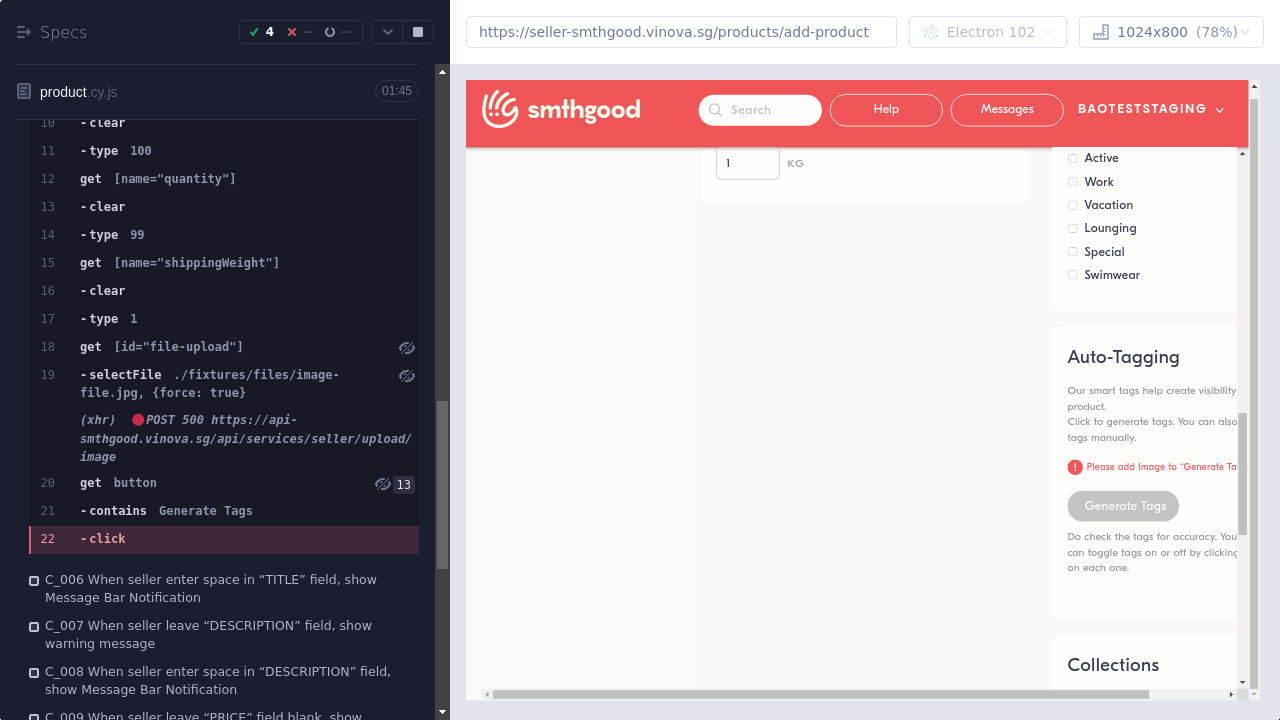 Specs
4
--
--
product.cy.js
01:45
10 -clear
11 -type 100
12 get [name="quantity"]
13 -clear
14 -type 99
15 get [name="shippingWeight"]
16 -clear
17 -type 1
18 get [id="file-upload"]
19 -selectFile ./fixtures/files/image-
file.jpg, {force: true}
(xhr) POST 500 https://api-
smthgood.vinova.sg/api/services/seller/upload/
image
20 get button 13
21 -contains Generate Tags
22 -click
C_006 When seller enter space in “TITLE” field, show
Message Bar Notification
C_007 When seller leave “DESCRIPTION” field, show
warning message
C_008 When seller enter space in “DESCRIPTION” field,
show Message Bar Notification
C_009 When seller leave “PRICE” field blank, show
https://seller-smthgood.vinova.sg/products/add-product
Electron 102
1024x800 (78%)
smthgood
Search
Help
Messages
BAOTESTSTAGING
1 KG
Active
Work
Vacation
Lounging
Special
Swimwear
Auto-Tagging
Our smart tags help create visibility
product.
Click to generate tags. You can also
tags manually.
! Please add Image to "Generate Ta
Generate Tags
Do check the tags for accuracy. You
can toggle tags on or off by clicking
on each one.
Collections